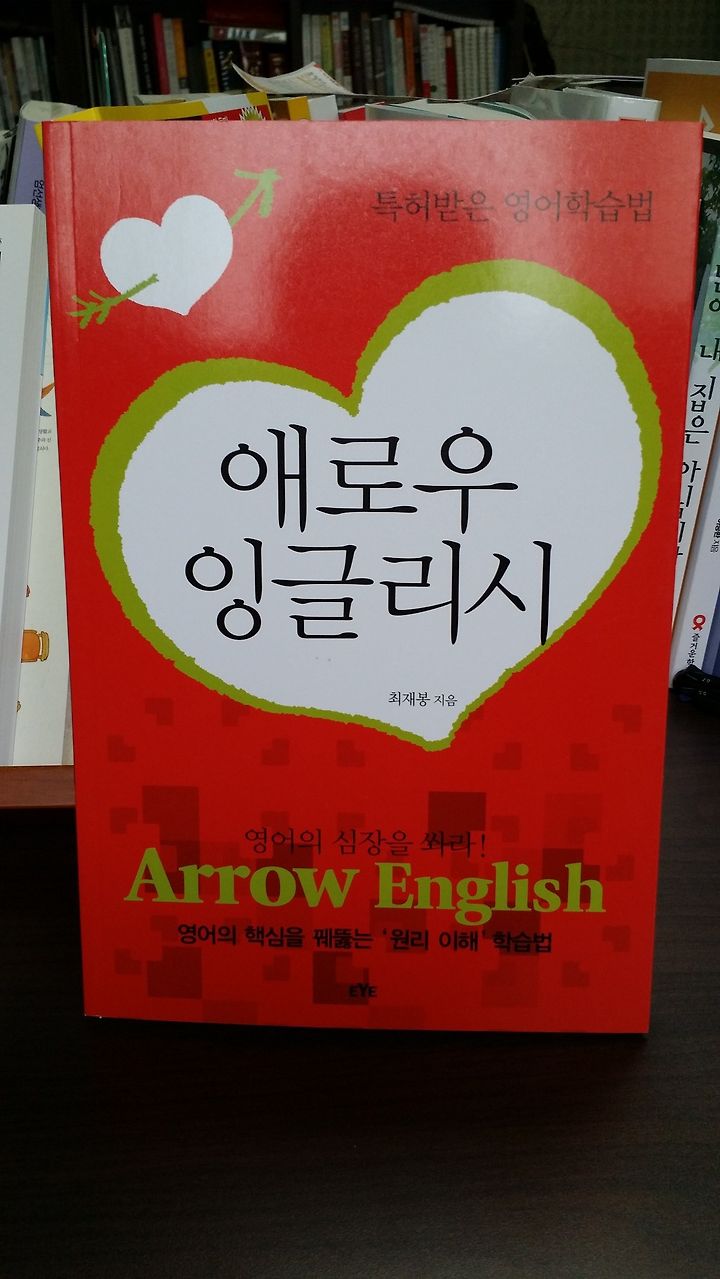 특허받은 영어학습법
애로우
잉글리시
최재봉 지음
영어의 심장을 쏴라!
Arrow English
영어의 핵심을 꿰뚫는 '원리 이해' 학습법
EYE